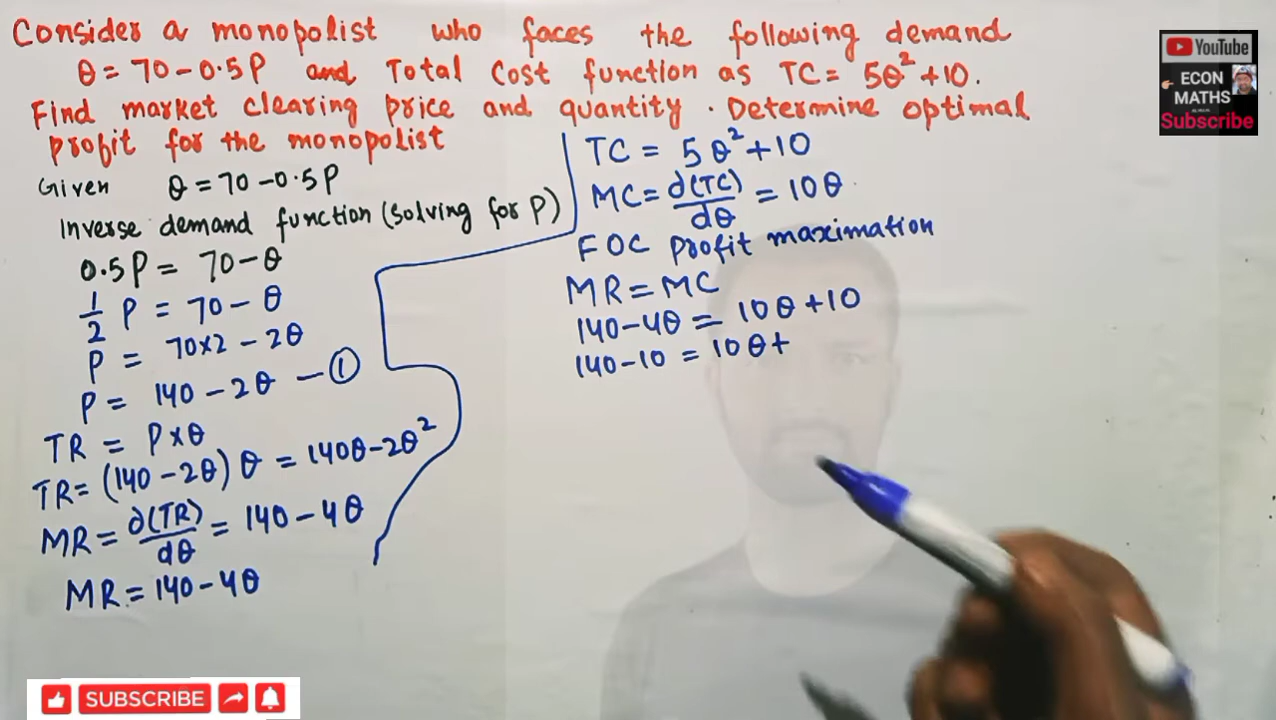 Consider a monopolist who faces the following demand
Q = 70-0.5P and Total Cost function as TC = 5Q²+10.
Find market clearing price and quantity. Determine optimal
profit for the monopolist
Given Q = 70-0.5P
Inverse demand function (solving for P)
0.5P = 70-Q
1/2 P = 70-Q
P = 70×2 - 2Q
P = 140-2Q - ①
TR = P×Q
TR = (140-2Q) Q = 140Q-2Q²
MR = ∂(TR)/dQ = 140-4Q
MR = 140-4Q
TC = 5Q²+10
MC = ∂(TC)/dQ = 10Q
FOC profit maximation
MR = MC
140-4Q = 10Q+10
140-10 = 10Q+
YouTube
ECON
MATHS
Subscribe
SUBSCRIBE